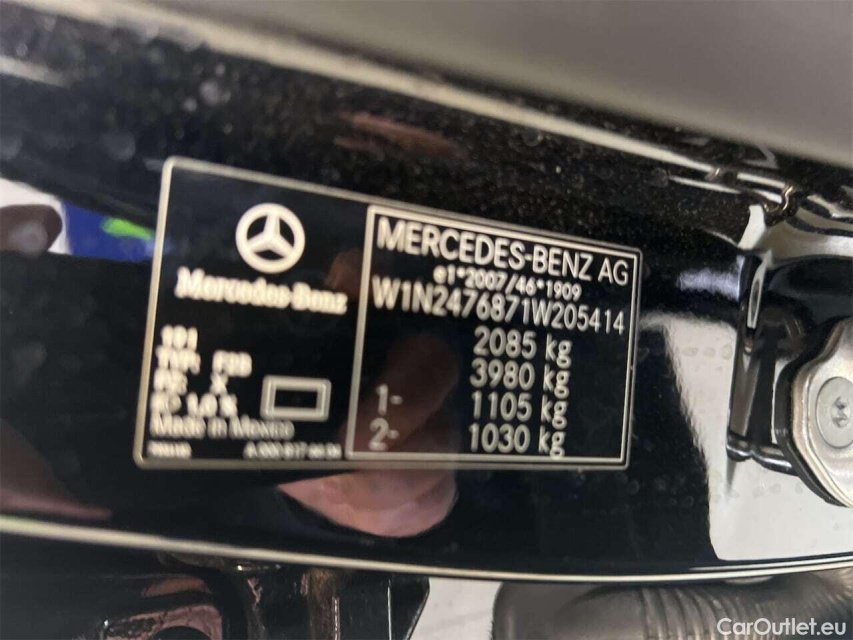 Mercedes-Benz
MERCEDES-BENZ AG
e1*2007/46*1909
W1N2476871W205414
2085 kg
3980 kg
1- 1105 kg
2- 1030 kg
191
Made in Mexico
CarOutlet.eu